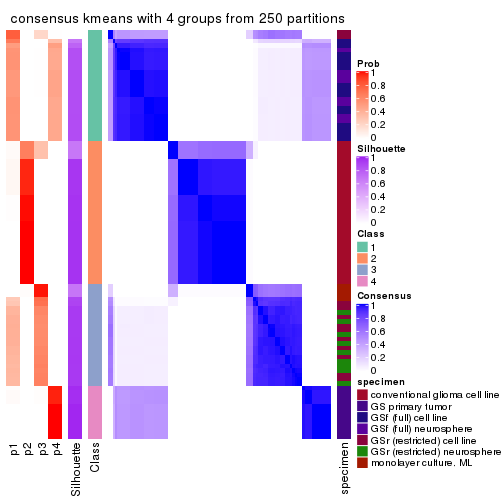 consensus kmeans with 4 groups from 250 partitions
Prob
1
0.8
0.6
0.4
0.2
0
Silhouette
1
0.8
0.6
0.4
0.2
0
Class
1
2
3
4
Consensus
1
0.8
0.6
0.4
0.2
0
specimen
conventional glioma cell line
GS primary tumor
GSf (full) cell line
GSf (full) neurosphere
GSr (restricted) cell line
GSr (restricted) neurosphere
monolayer culture. ML
p1
p2
p3
p4
Silhouette
Class
specimen